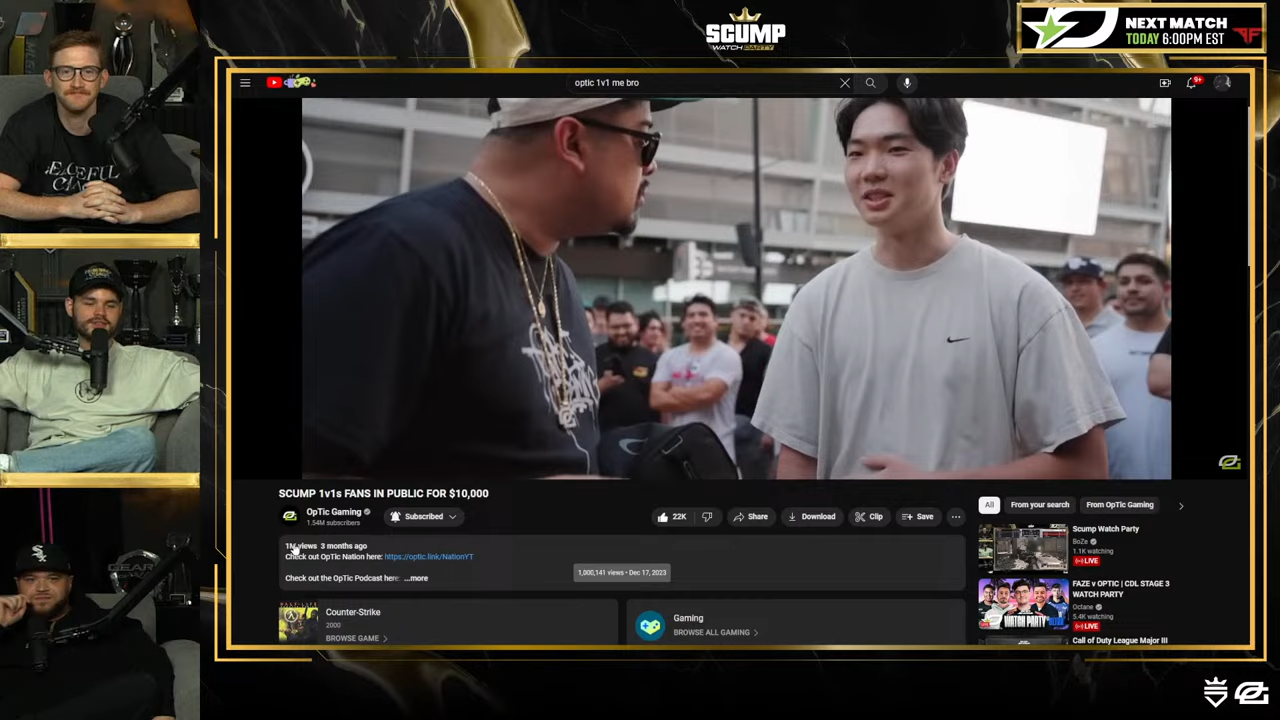 SCUMP
WATCH PARTY
NEXT MATCH
TODAY 6:00PM EST
optic 1v1 me bro
9+
SCUMP 1v1s FANS IN PUBLIC FOR $10,000
OpTic Gaming
1.54M subscribers
Subscribed
22K
Share
Download
Clip
Save
1M views 3 months ago
Check out OpTic Nation here: https://optic.link/NationYT
1,000,141 views • Dec 17, 2023
Check out the OpTic Podcast here: ...more
Counter-Strike
2000
BROWSE GAME
Gaming
BROWSE ALL GAMING
All
From your search
From OpTic Gaming
Scump Watch Party
BoZe
1.1K watching
LIVE
FAZE v OPTIC | CDL STAGE 3
WATCH PARTY
Octane
5.4K watching
LIVE
WATCH PARTY
Call of Duty League Major III